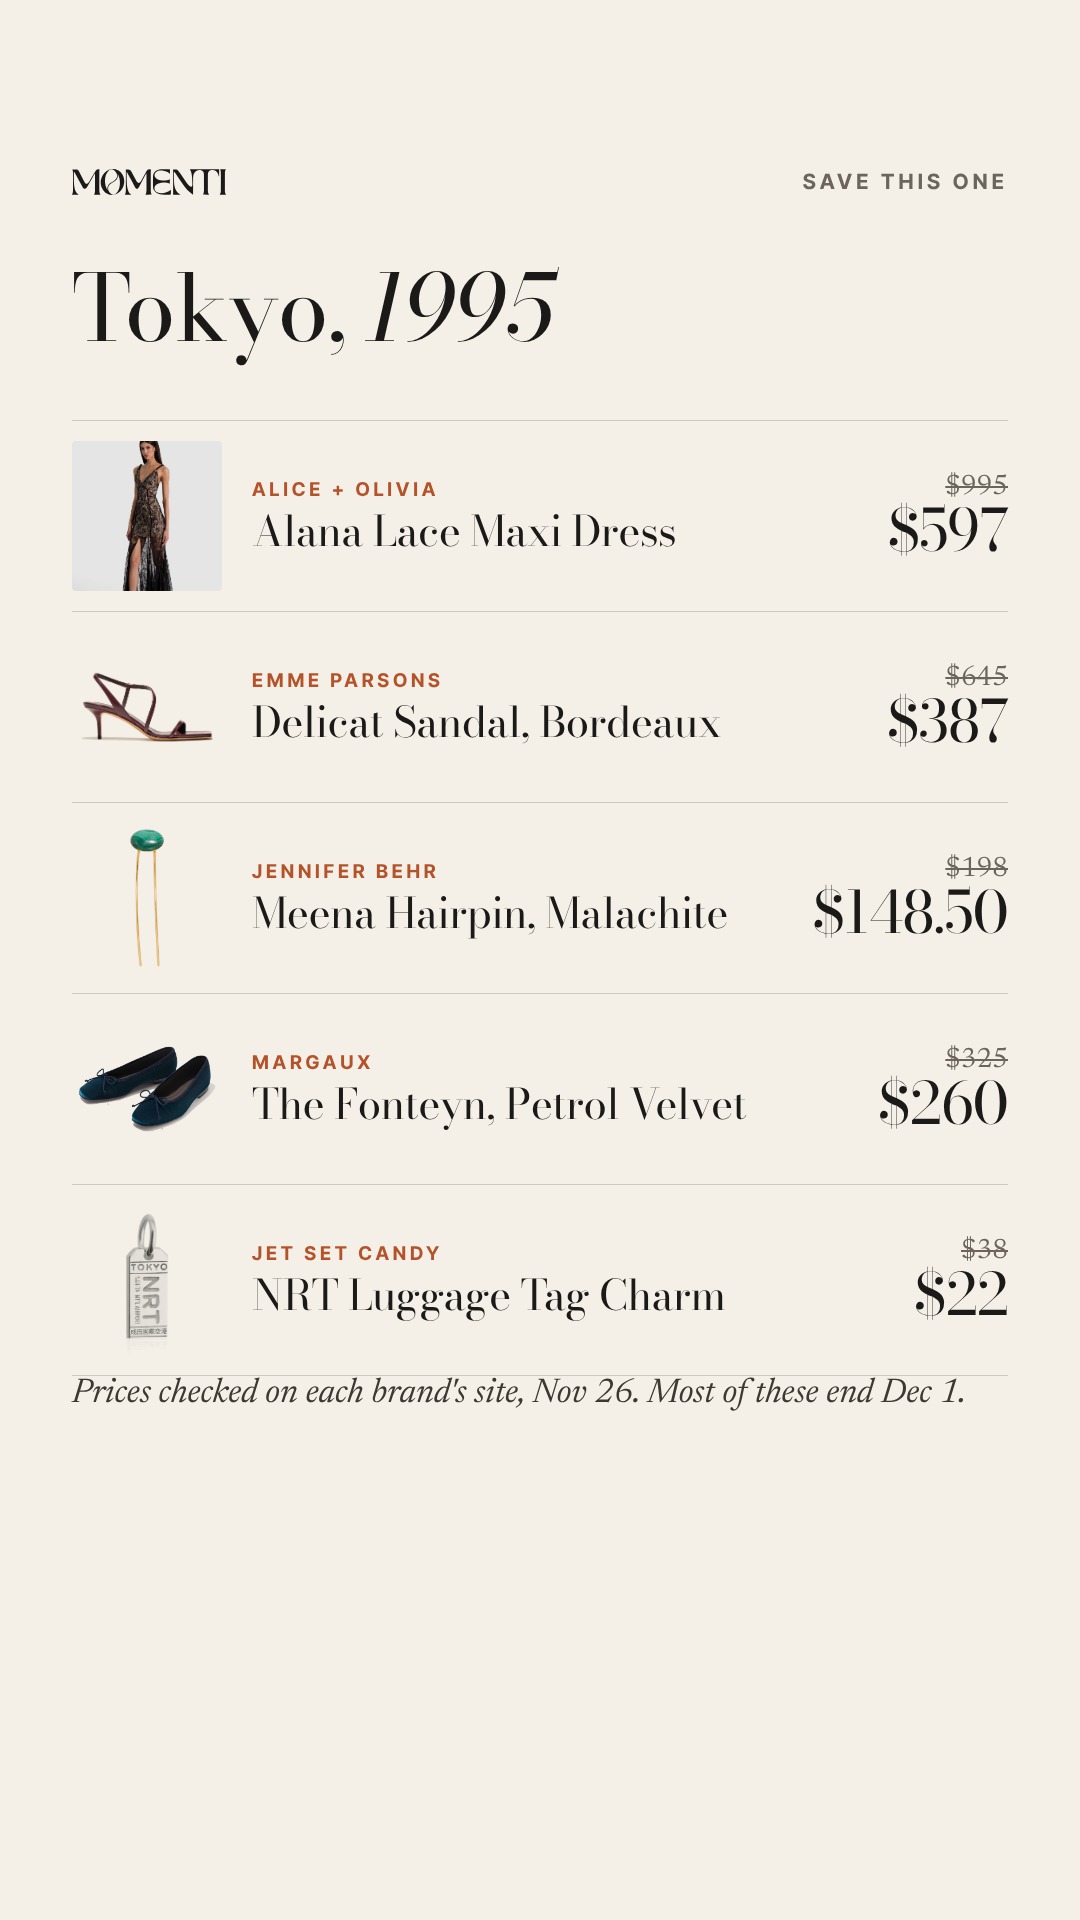 MØMENTI
SAVE THIS ONE
Tokyo, 1995
ALICE + OLIVIA
Alana Lace Maxi Dress
$995
$597
EMME PARSONS
Delicat Sandal, Bordeaux
$645
$387
JENNIFER BEHR
Meena Hairpin, Malachite
$198
$148.50
MARGAUX
The Fonteyn, Petrol Velvet
$325
$260
TOKYO
NRT
JET SET CANDY
NRT Luggage Tag Charm
$38
$22
Prices checked on each brand's site, Nov 26. Most of these end Dec 1.